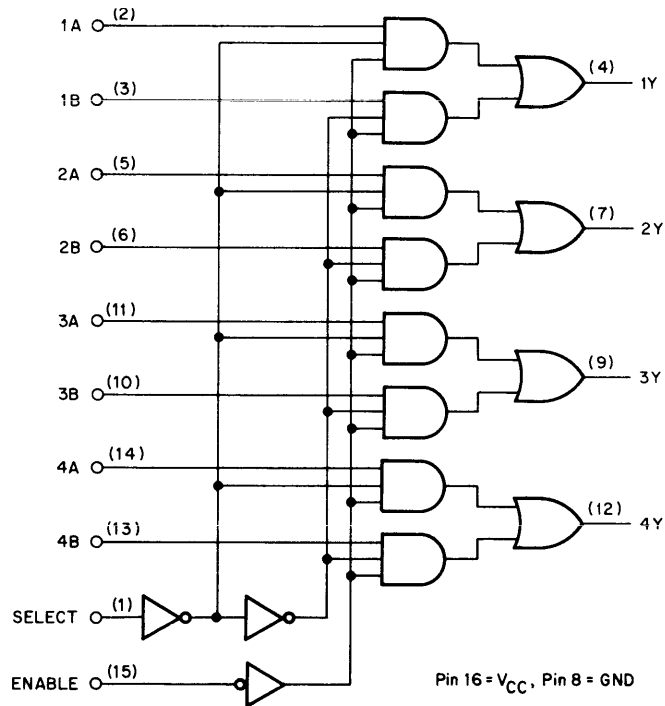 1A (2)
(4) 1Y
1B (3)
2A (5)
(7) 2Y
2B (6)
3A (11)
(9) 3Y
3B (10)
4A (14)
(12) 4Y
4B (13)
SELECT (1)
ENABLE (15)
Pin 16 = VCC, Pin 8 = GND